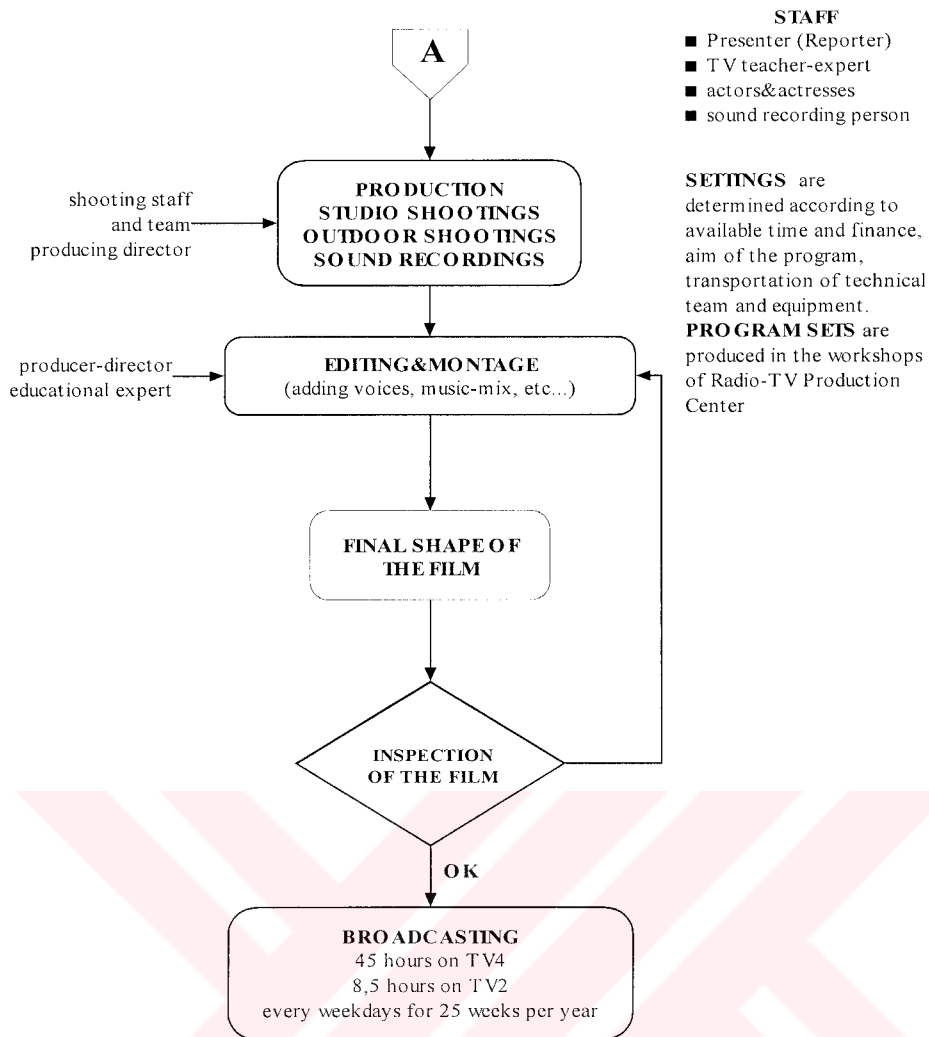 A
STAFF
■ Presenter (Reporter)
■ TV teacher-expert
■ actors&actresses
■ sound recording person
shooting staff
and team
producing director
PRODUCTION
STUDIO SHOOTINGS
OUTDOOR SHOOTINGS
SOUND RECORDINGS
SETTINGS are
determined according to
available time and finance,
aim of the program,
transportation of technical
team and equipment.
PROGRAM SETS are
produced in the workshops
of Radio-TV Production
Center
producer-director
educational expert
EDITING&MONTAGE
(adding voices, music-mix, etc...)
FINAL SHAPE OF
THE FILM
INSPECTION
OF THE FILM
OK
BROADCASTING
45 hours on TV4
8,5 hours on TV2
every weekdays for 25 weeks per year